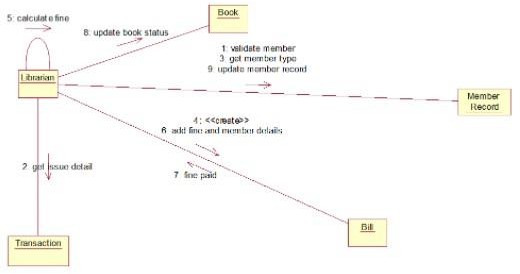 Book
5: calculate fine
8: update book status
1: validate member
3: get member type
9: update member record
Librarian
Member
Record
4: <<create>>
6: add fine and member details
2: get issue detail
7: fine paid
Bill
Transaction